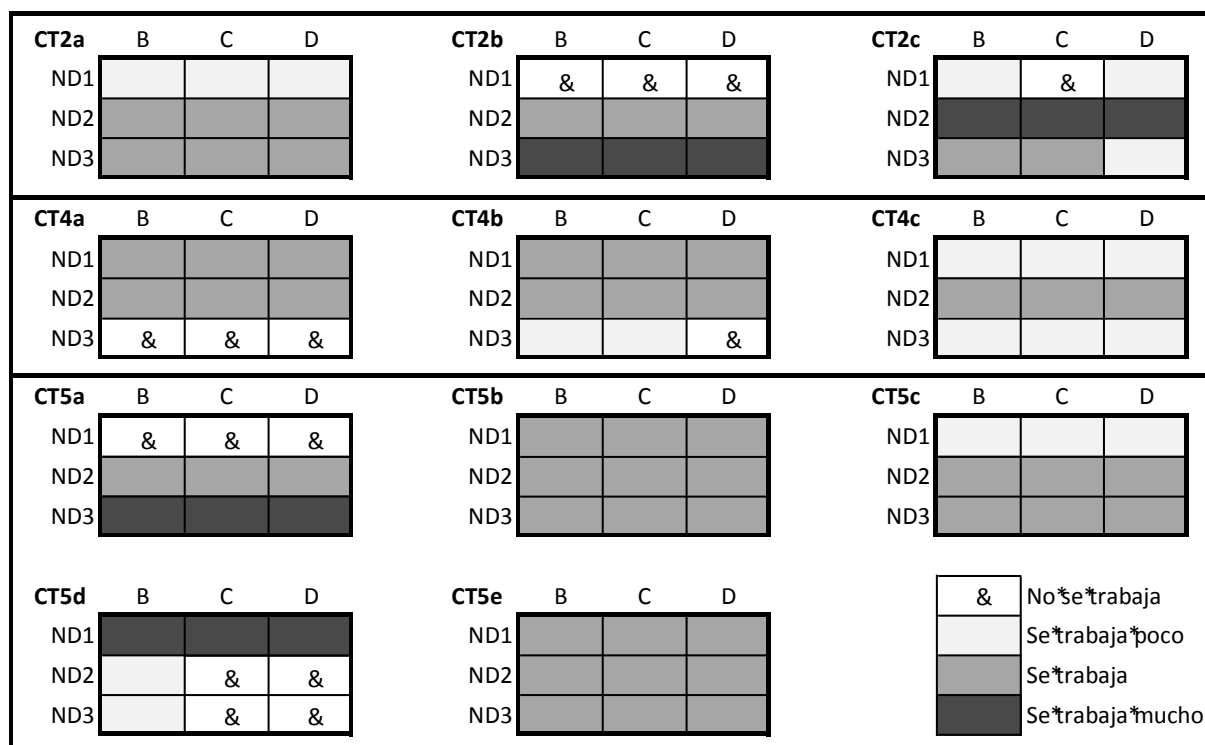 CT2a B C D CT2b B C D CT2c B C D
ND1 ND1 & & & ND1 &
ND2 ND2 ND2
ND3 ND3 ND3
CT4a B C D CT4b B C D CT4c B C D
ND1 ND1 ND1
ND2 ND2 ND2
ND3 & & & ND3 & ND3
CT5a B C D CT5b B C D CT5c B C D
ND1 & & & ND1 ND1
ND2 ND2 ND2
ND3 ND3 ND3
CT5d B C D CT5e B C D
ND1 ND1
ND2 & & ND2
ND3 & & ND3
& No*se*trabaja
Se*trabaja*poco
Se*trabaja
Se*trabaja*mucho